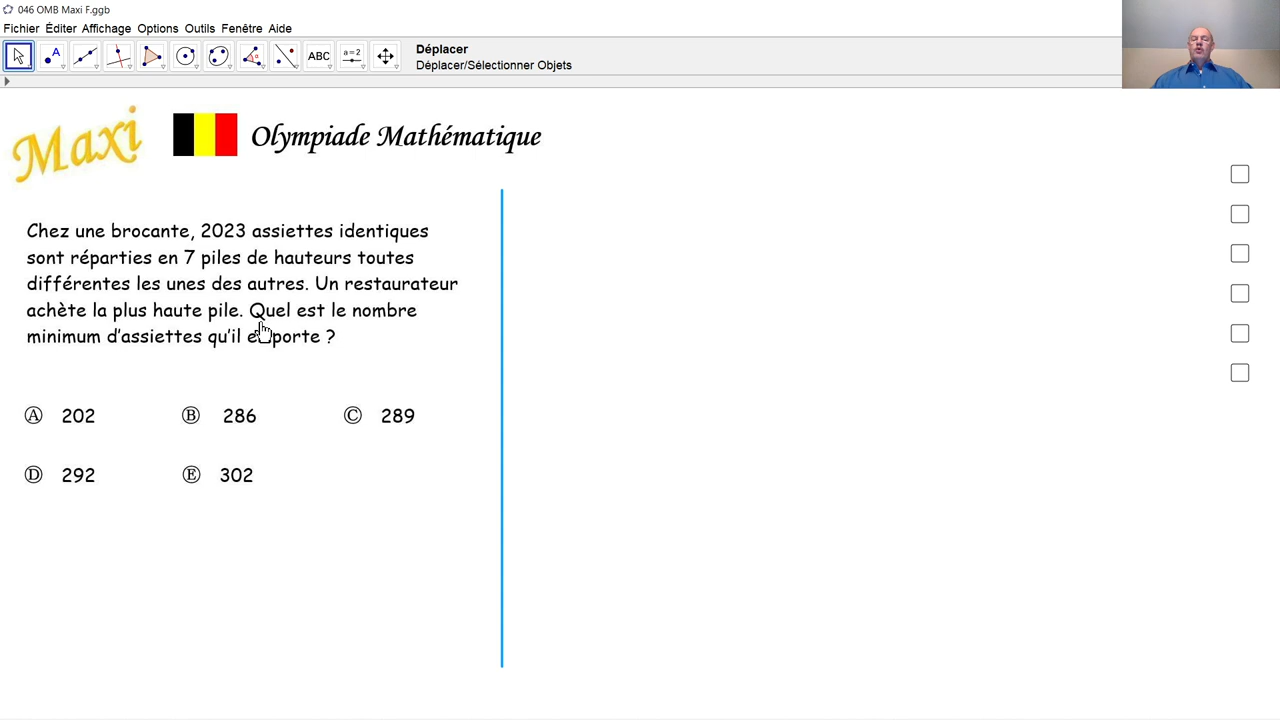 046 OMB Maxi F.ggb
Fichier Éditer Affichage Options Outils Fenêtre Aide
A
ABC
a=2
Déplacer
Déplacer/Sélectionner Objets
Maxi
Olympiade Mathématique
Chez une brocante, 2023 assiettes identiques
sont réparties en 7 piles de hauteurs toutes
différentes les unes des autres. Un restaurateur
achète la plus haute pile. Quel est le nombre
minimum d'assiettes qu'il emporte ?
Ⓐ 202 Ⓑ 286 Ⓒ 289
Ⓓ 292 Ⓔ 302